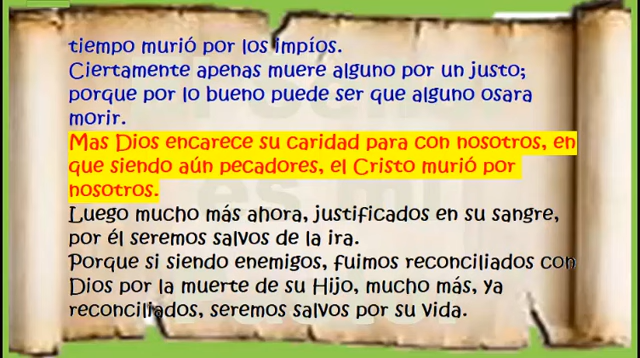 tiempo murió por los impíos.
Ciertamente apenas muere alguno por un justo;
porque por lo bueno puede ser que alguno osara
morir.
Mas Dios encarece su caridad para con nosotros, en
que siendo aún pecadores, el Cristo murió por
nosotros.
Luego mucho más ahora, justificados en su sangre,
por él seremos salvos de la ira.
Porque si siendo enemigos, fuimos reconciliados con
Dios por la muerte de su Hijo, mucho más, ya
reconciliados, seremos salvos por su vida.